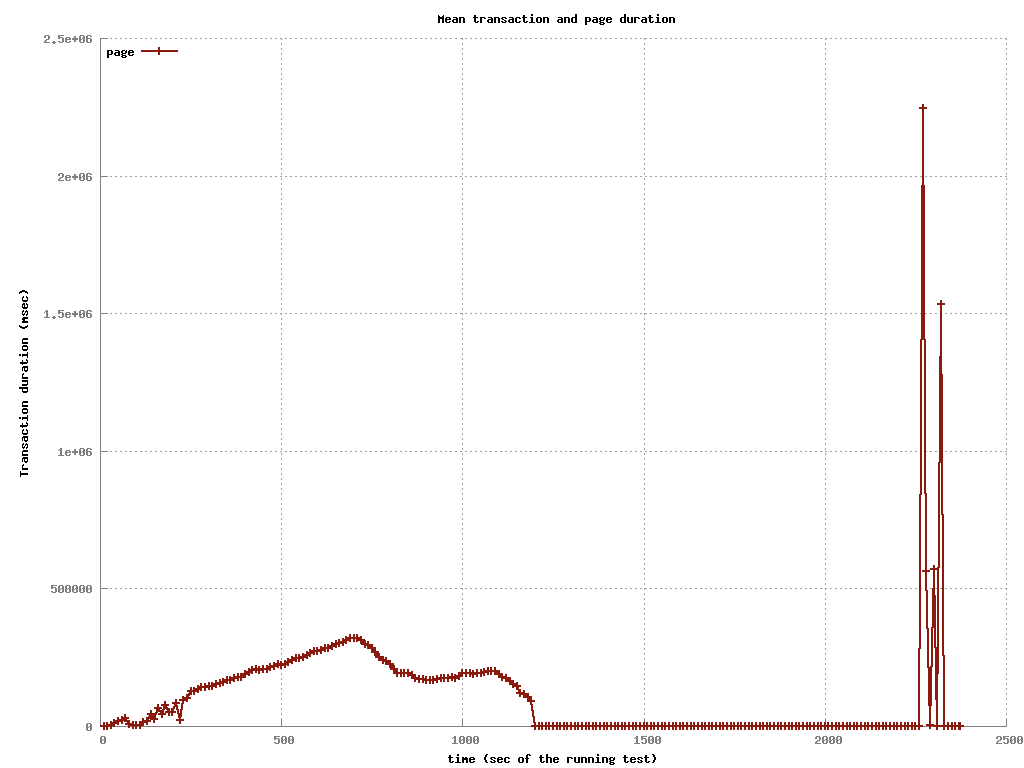 Mean transaction and page duration
2.5e+06
page
2e+06
1.5e+06
Transaction duration (msec)
1e+06
500000
0
0 500 1000 1500 2000 2500
time (sec of the running test)